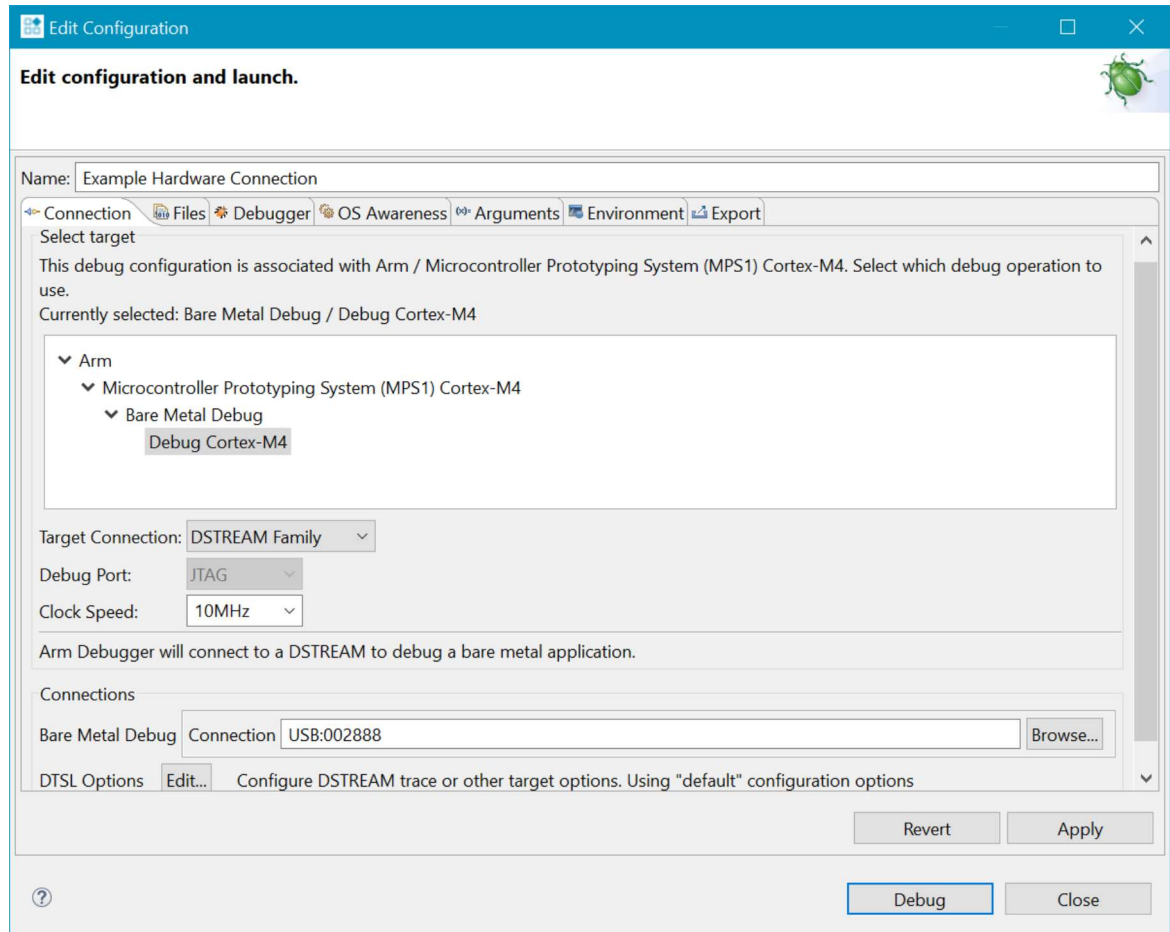 Edit Configuration
Edit configuration and launch.
Name: Example Hardware Connection
Connection Files Debugger OS Awareness Arguments Environment Export
Select target
This debug configuration is associated with Arm / Microcontroller Prototyping System (MPS1) Cortex-M4. Select which debug operation to
use.
Currently selected: Bare Metal Debug / Debug Cortex-M4
Arm
Microcontroller Prototyping System (MPS1) Cortex-M4
Bare Metal Debug
Debug Cortex-M4
Target Connection: DSTREAM Family
Debug Port: JTAG
Clock Speed: 10MHz
Arm Debugger will connect to a DSTREAM to debug a bare metal application.
Connections
Bare Metal Debug Connection USB:002888 Browse...
DTSL Options Edit... Configure DSTREAM trace or other target options. Using "default" configuration options
Revert Apply
? Debug Close